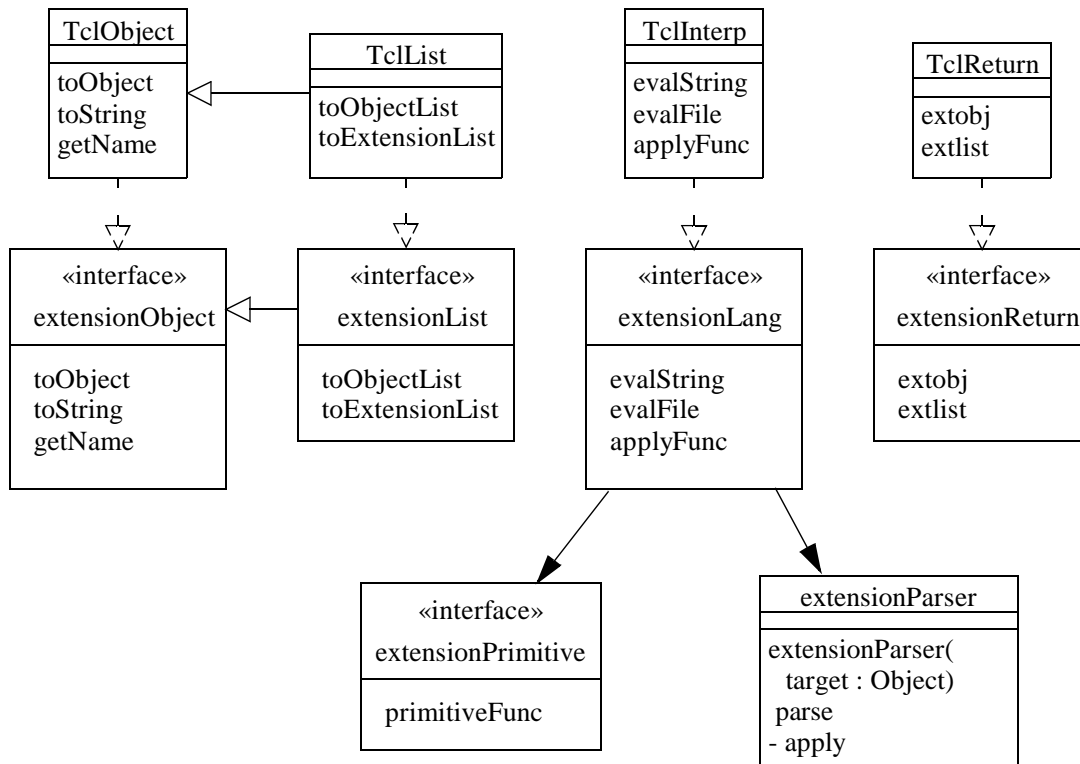 TclObject
toObject
toString
getName
TclList
toObjectList
toExtensionList
TclInterp
evalString
evalFile
applyFunc
TclReturn
extobj
extlist
«interface»
extensionObject
toObject
toString
getName
«interface»
extensionList
toObjectList
toExtensionList
«interface»
extensionLang
evalString
evalFile
applyFunc
«interface»
extensionReturn
extobj
extlist
«interface»
extensionPrimitive
primitiveFunc
extensionParser
extensionParser(
target : Object)
parse
- apply